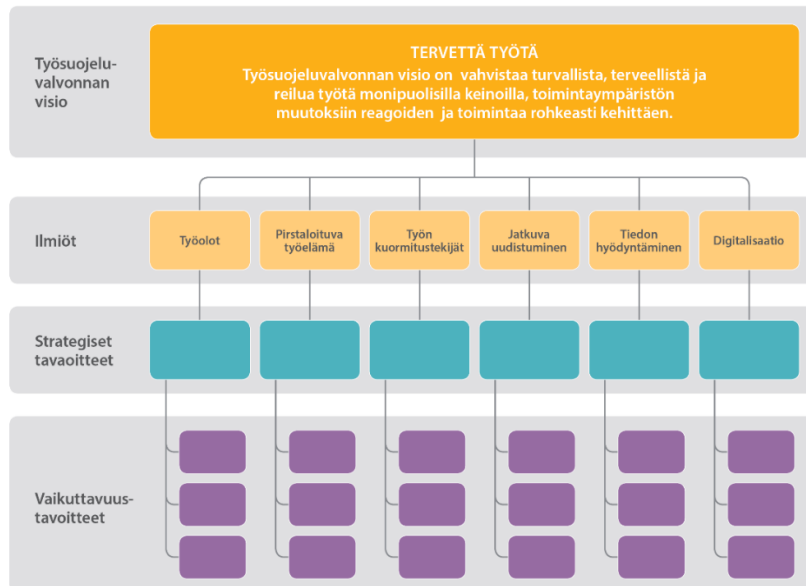 Työsuojelu-
valvonnan
visio
TERVETTÄ TYÖTÄ
Työsuojeluvalvonnan visio on vahvistaa turvallista, terveellistä ja
reilua työtä monipuolisilla keinoilla, toimintaympäristön
muutoksiin reagoiden ja toimintaa rohkeasti kehittäen.
Ilmiöt
Työolot
Pirstaloituva
työelämä
Työn
kuormitustekijät
Jatkuva
uudistuminen
Tiedon
hyödyntäminen
Digitalisaatio
Strategiset
tavaoitteet
Vaikuttavuus-
tavoitteet